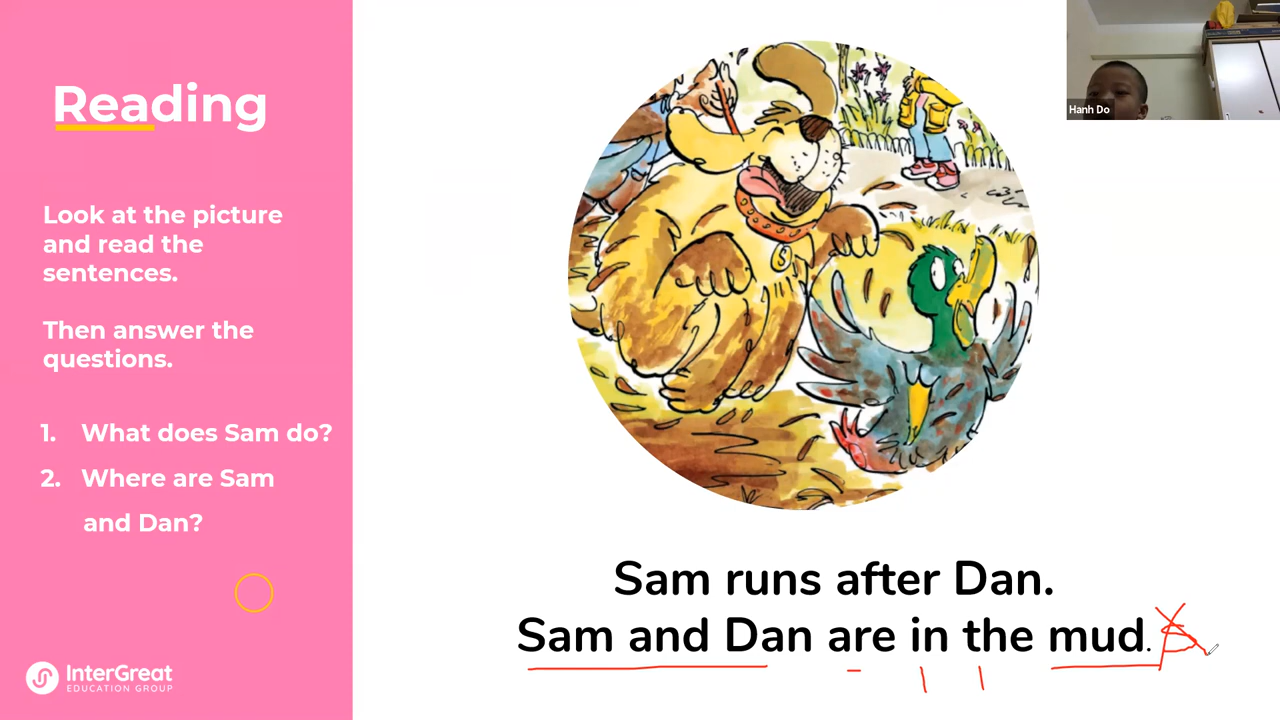 Reading
Look at the picture
and read the
sentences.
Then answer the
questions.
1. What does Sam do?
2. Where are Sam
and Dan?
InterGreat
EDUCATION GROUP
Sam runs after Dan.
Sam and Dan are in the mud.
Hanh Do